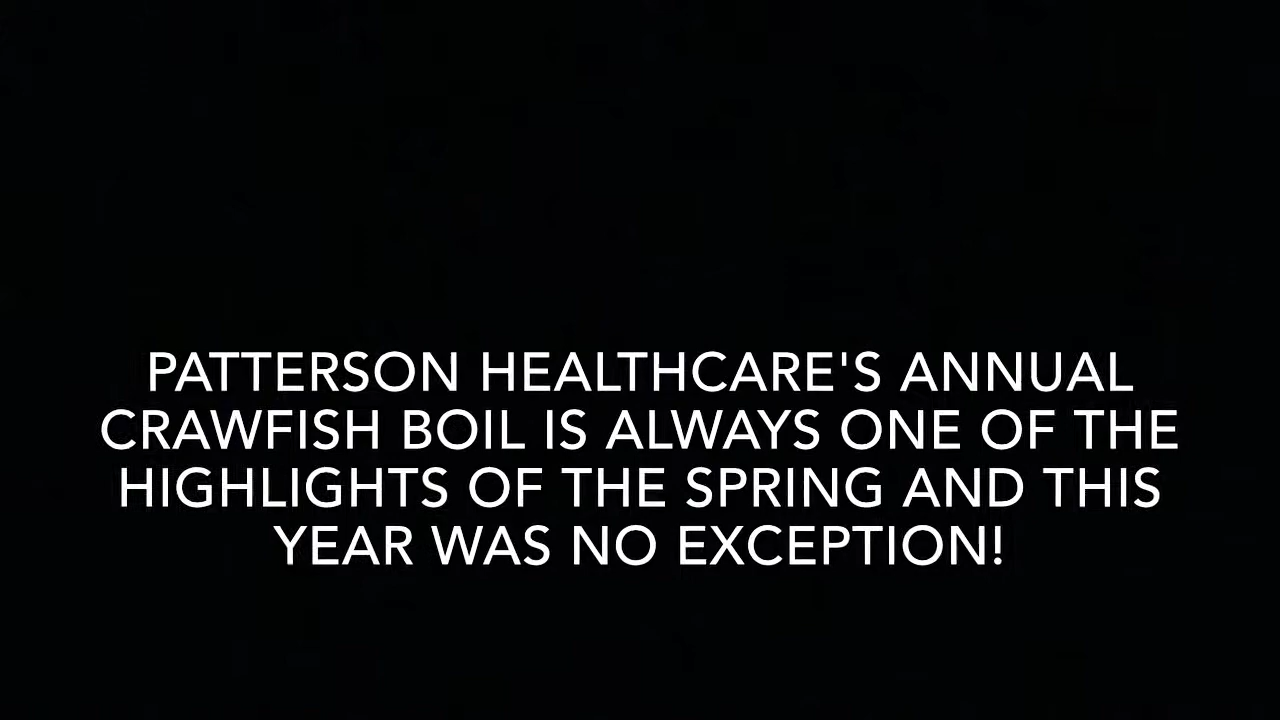 PATTERSON HEALTHCARE'S ANNUAL
CRAWFISH BOIL IS ALWAYS ONE OF THE
HIGHLIGHTS OF THE SPRING AND THIS
YEAR WAS NO EXCEPTION!